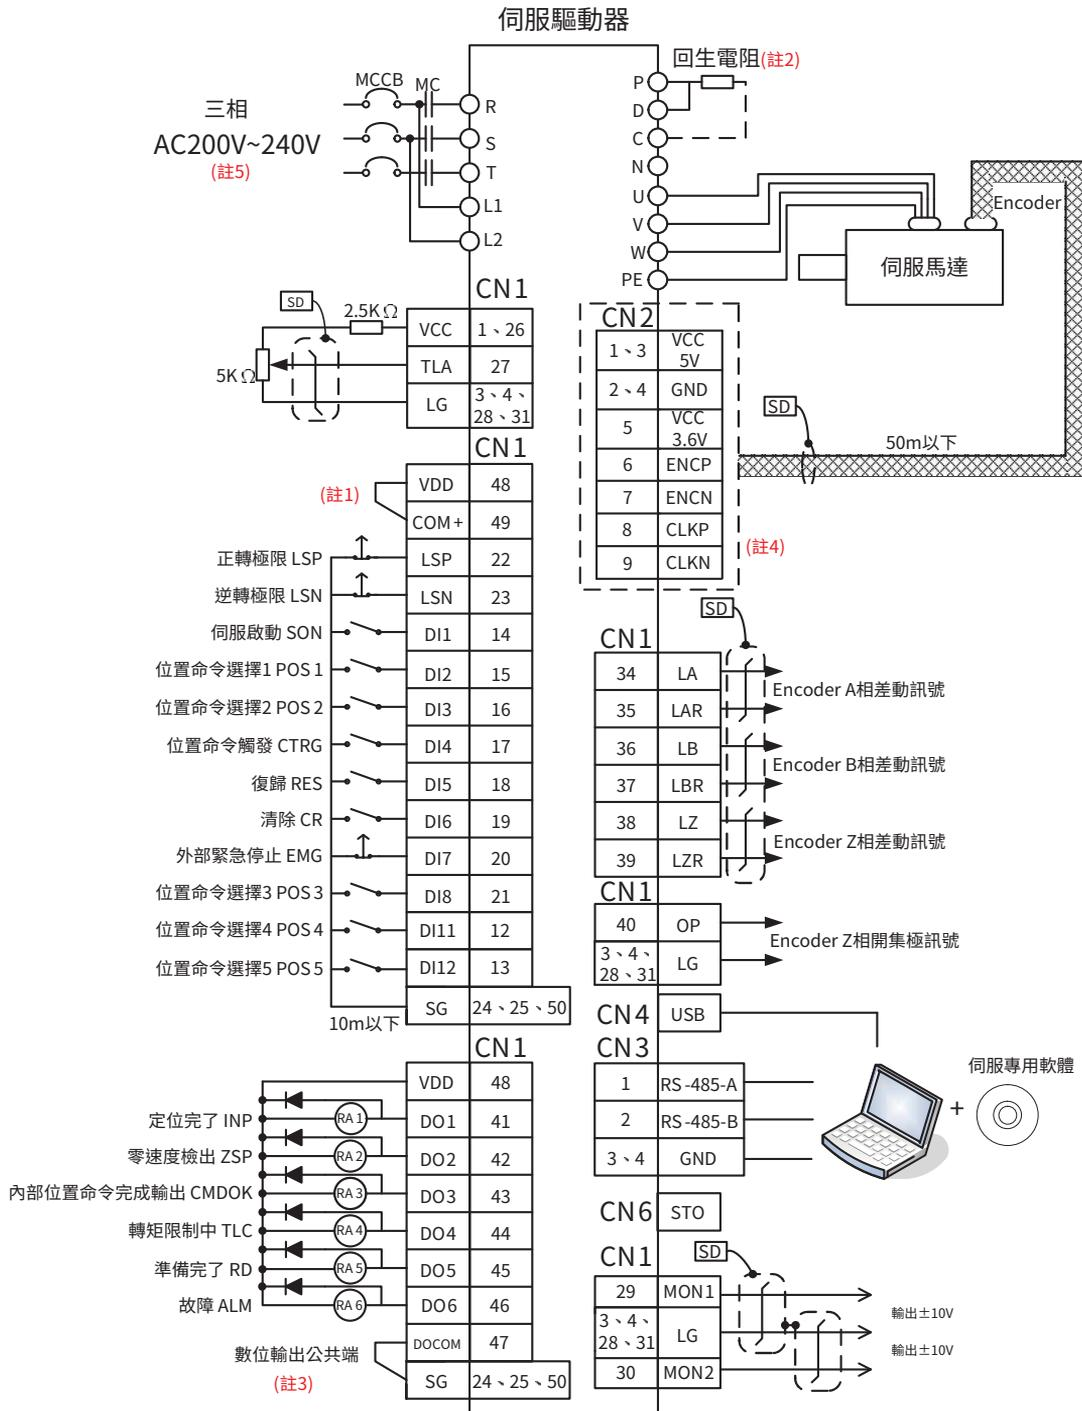 伺服驅動器
三相
AC200V~240V
(註5)
MCCB
MC
R
S
T
L1
L2
P
D
C
N
U
V
W
PE
回生電阻(註2)
Encoder
伺服馬達
CN1
SD
2.5KΩ
5KΩ
VCC 1、26
TLA 27
LG 3、4、
28、31
CN1
(註1)
VDD 48
COM+ 49
正轉極限 LSP LSP 22
逆轉極限 LSN LSN 23
伺服啟動 SON DI1 14
位置命令選擇1 POS1 DI2 15
位置命令選擇2 POS2 DI3 16
位置命令觸發 CTRG DI4 17
復歸 RES DI5 18
清除 CR DI6 19
外部緊急停止 EMG DI7 20
位置命令選擇3 POS3 DI8 21
位置命令選擇4 POS4 DI11 12
位置命令選擇5 POS5 DI12 13
10m以下 SG 24、25、50
CN1
VDD 48
定位完了 INP RA1 DO1 41
零速度檢出 ZSP RA2 DO2 42
內部位置命令完成輸出 CMDOK RA3 DO3 43
轉矩限制中 TLC RA4 DO4 44
準備完了 RD RA5 DO5 45
故障 ALM RA6 DO6 46
DOCOM 47
數位輸出公共端
(註3)
SG 24、25、50
CN2
1、3 VCC
5V
2、4 GND
5 VCC
3.6V
6 ENCP
7 ENCN
8 CLKP
9 CLKN
(註4)
SD
50m以下
SD
CN1
34 LA
35 LAR
Encoder A相差動訊號
36 LB
37 LBR
Encoder B相差動訊號
38 LZ
39 LZR
Encoder Z相差動訊號
CN1
40 OP
3、4、
28、31 LG
Encoder Z相開集極訊號
CN4 USB
CN3
1 RS-485-A
2 RS-485-B
3、4 GND
+
伺服專用軟體
CN6 STO
CN1
SD
29 MON1
3、4、
28、31 LG
30 MON2
輸出±10V
輸出±10V